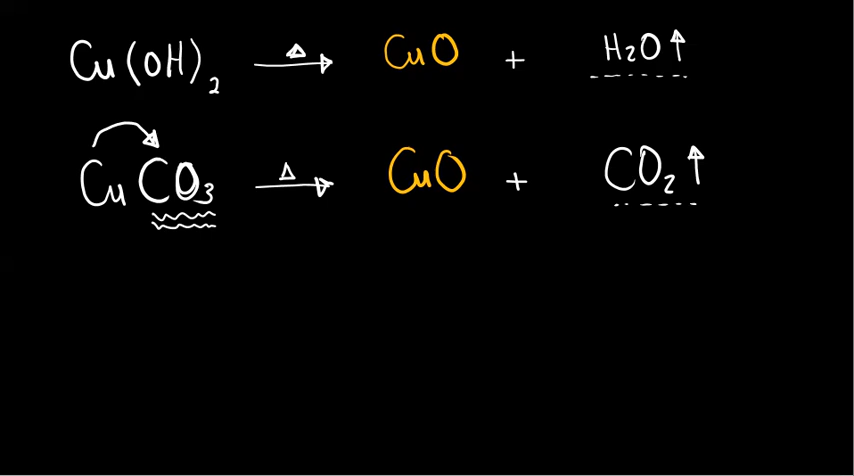 Cu(OH)₂ →Δ CuO + H₂O↑
CuCO₃ →Δ CuO + CO₂↑